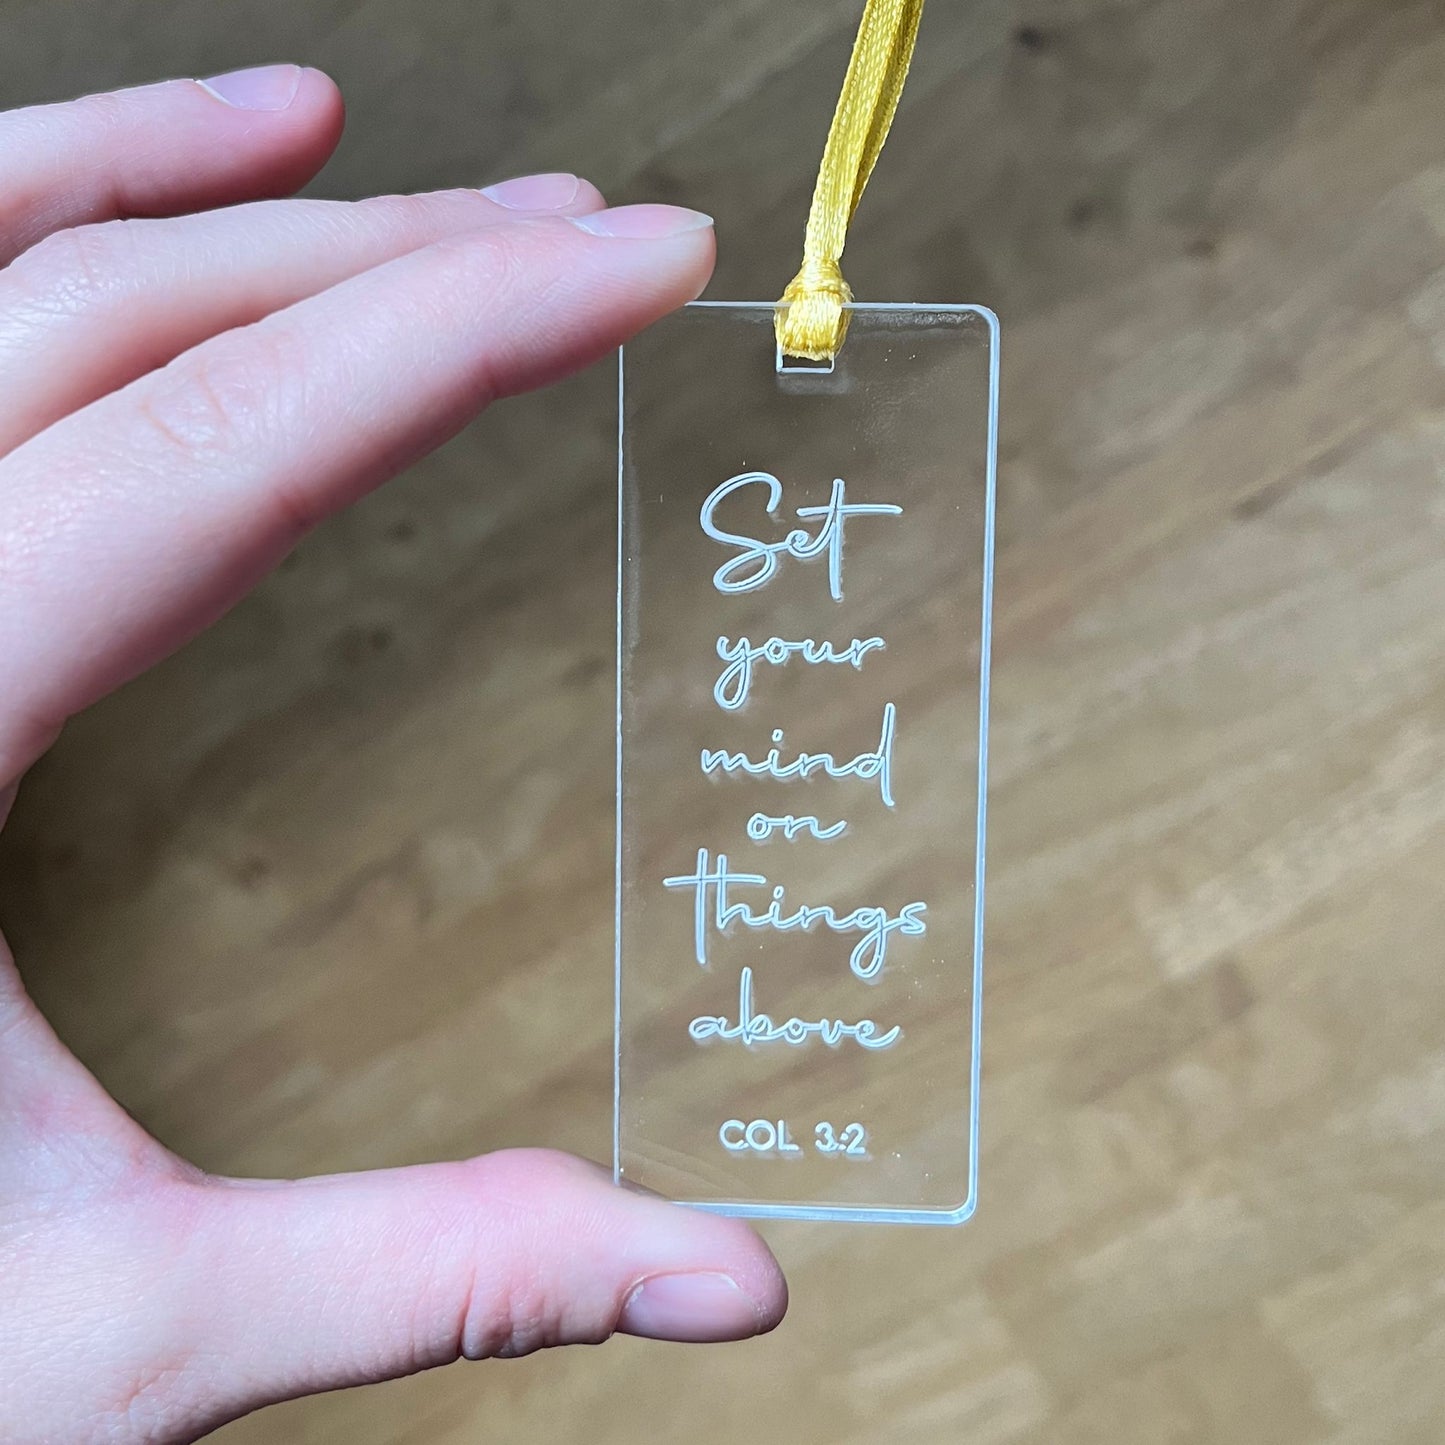 Set
your
mind
on
things
above
COL 3:2